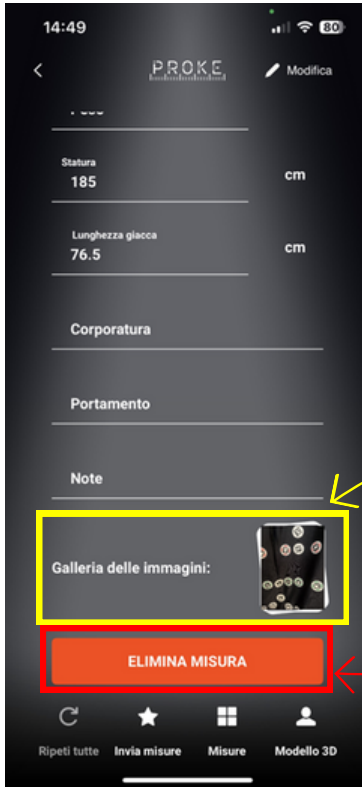 14:49
80
PROKE
Modifica
Statura
185
cm
Lunghezza giacca
76.5
cm
Corporatura
Portamento
Note
Galleria delle immagini:
ELIMINA MISURA
Ripeti tutte
Invia misure
Misure
Modello 3D